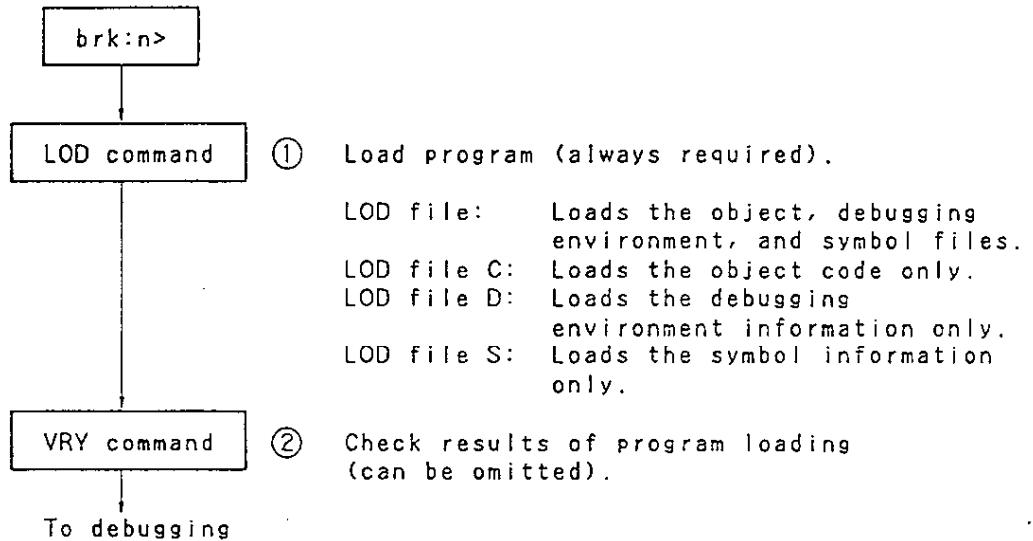 brk:n>
LOD command ① Load program (always required).
LOD file: Loads the object, debugging
environment, and symbol files.
LOD file C: Loads the object code only.
LOD file D: Loads the debugging
environment information only.
LOD file S: Loads the symbol information
only.
VRY command ② Check results of program loading
(can be omitted).
To debugging